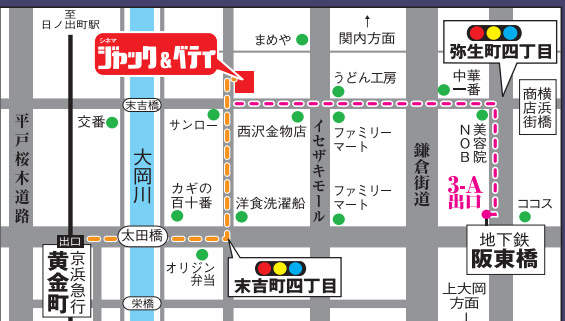 至
日ノ出町駅
シネマ
ジャック&ベティ
まめや
↑
関内方面
弥生町四丁目
うどん工房
中華
一番
横浜橋
商店街
末吉橋
交番
サンロー
西沢金物店
ファミリー
マート
美容院
NOB
平戸桜木道路
大岡川
イセザキモール
鎌倉街道
カギの
百十番
洋食洗濯船
ファミリー
マート
3-A
出口
ココス
出口
太田橋
京浜急行
黄金町
オリジン
弁当
末吉町四丁目
地下鉄
阪東橋
栄橋
上大岡
方面